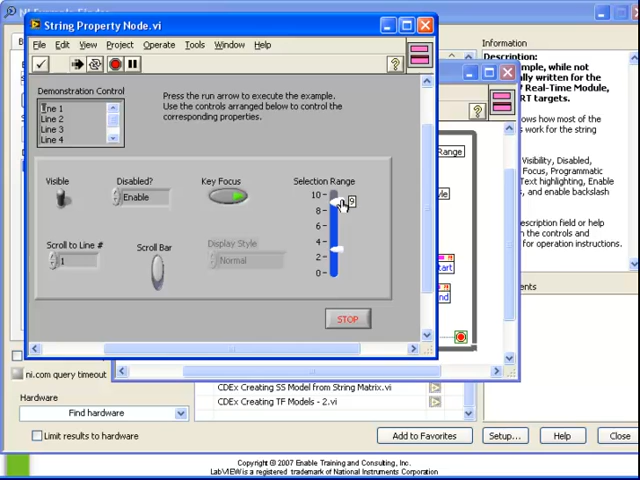 String Property Node.vi
File Edit View Project Operate Tools Window Help
?
Demonstration Control
Line 1
Line 2
Line 3
Line 4
Press the run arrow to execute the example.
Use the controls arranged below to control the
corresponding properties.
Visible
Disabled?
Enable
Key Focus
Selection Range
10
8
6
4
2
0
9
Scroll to Line #
1
Scroll Bar
Display Style
Normal
STOP
Range
tart
nd
Information
Description:
ample, while not
ally written for the
Real-Time Module,
RT targets.
ows how most of the
s work for the string
Visibility, Disabled,
Focus, Programmatic
Text highlighting, Enable
escription field or help
the controls and
for operation instructions.
ents
ni.com query timeout
CDEx Creating SS Model from String Matrix.vi
CDEx Creating TF Models - 2.vi
Hardware
Find hardware
Limit results to hardware
Add to Favorites
Setup...
Help
Close
Copyright © 2007 Enable Training and Consulting, Inc.
LabVIEW is a registered trademark of National Instruments Corporation